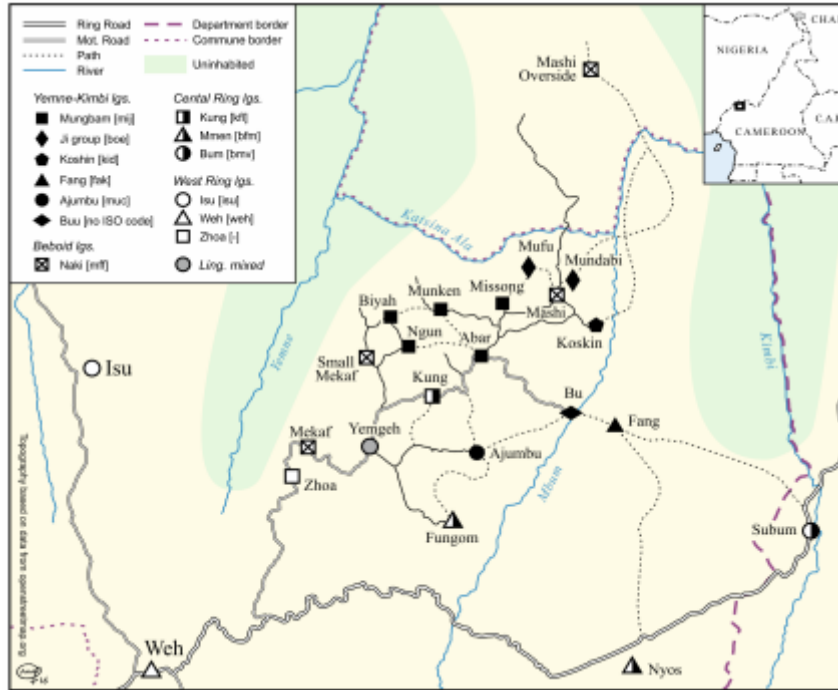 Ring Road
Mot. Road
Path
River
Department border
Commune border
Uninhabited
Yemne-Kimbi lgs.
Mungbam [mij]
Ji group [boe]
Koshin [kid]
Fang [fak]
Ajumbu [muc]
Buu [no ISO code]
Beboid lgs.
Naki [mff]
Cental Ring lgs.
Kung [kfl]
Mmen [bfm]
Bum [bmv]
West Ring lgs.
Isu [isu]
Weh [weh]
Zhoa [-]
Ling. mixed
NIGERIA
CHA
CAMEROON
C.A.R
Mashi
Overside
Katsina Ala
Mufu
Mundabi
Missong
Munken
Biyah
Mashi
Ngun
Abar
Koskin
Kimbi
Yemne
Isu
Small
Mekaf
Kung
Bu
Fang
Mekaf
Yemgeh
Ajumbu
Zhoa
Mbum
Fungom
Subum
Weh
Nyos
Topography based on data from openstreetmap.org